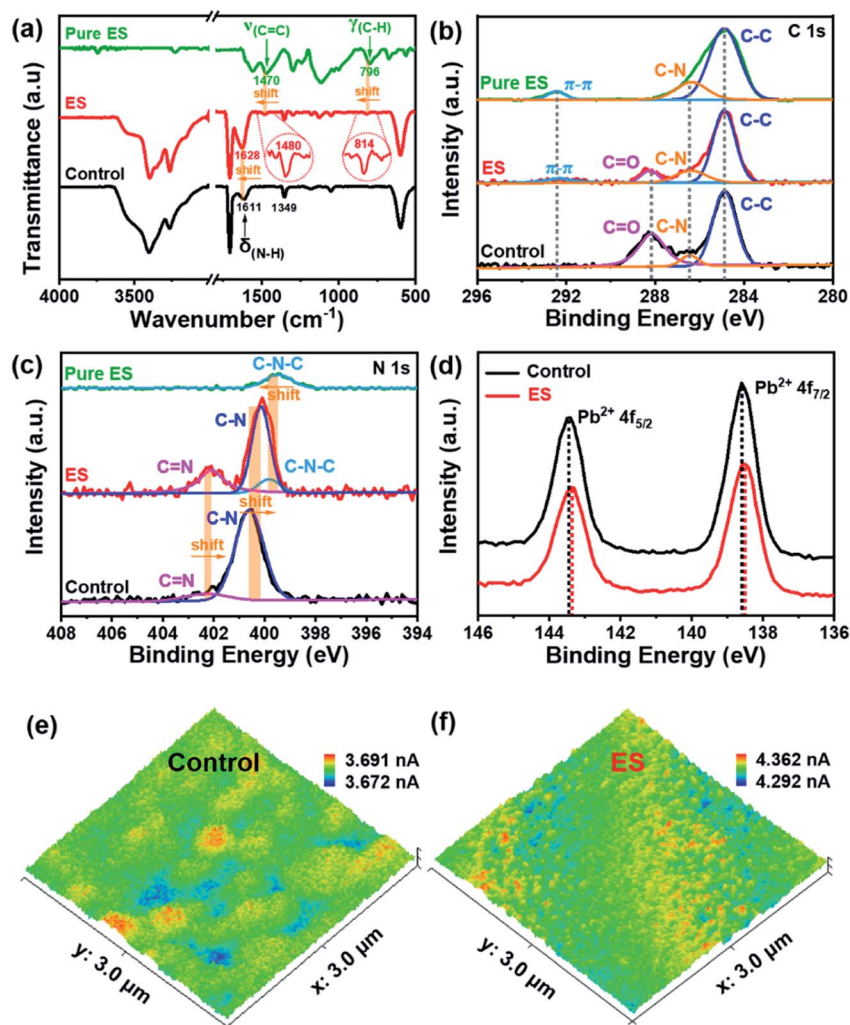 (a)
Pure ES
ν(C=C)
γ(C-H)
1470
796
shift
shift
ES
1628
1480
814
shift
Control
1611
1349
δ(N-H)
Transmittance (a.u)
4000 3500 1500 1000 500
Wavenumber (cm-1)
(b)
C 1s
Pure ES
π-π
C-N
C-C
ES
π-π
C=O
C-N
C-C
Control
C=O
C-N
C-C
Intensity (a.u.)
296 292 288 284 280
Binding Energy (eV)
(c)
N 1s
Pure ES
C-N-C
shift
ES
C=N
C-N
C-N-C
shift
C-N
shift
Control
C=N
Intensity (a.u.)
408 406 404 402 400 398 396 394
Binding Energy (eV)
(d)
Control
ES
Pb2+ 4f5/2
Pb2+ 4f7/2
Intensity (a.u.)
146 144 142 140 138 136
Binding Energy (eV)
(e)
Control
3.691 nA
3.672 nA
y: 3.0 μm
x: 3.0 μm
(f)
ES
4.362 nA
4.292 nA
y: 3.0 μm
x: 3.0 μm